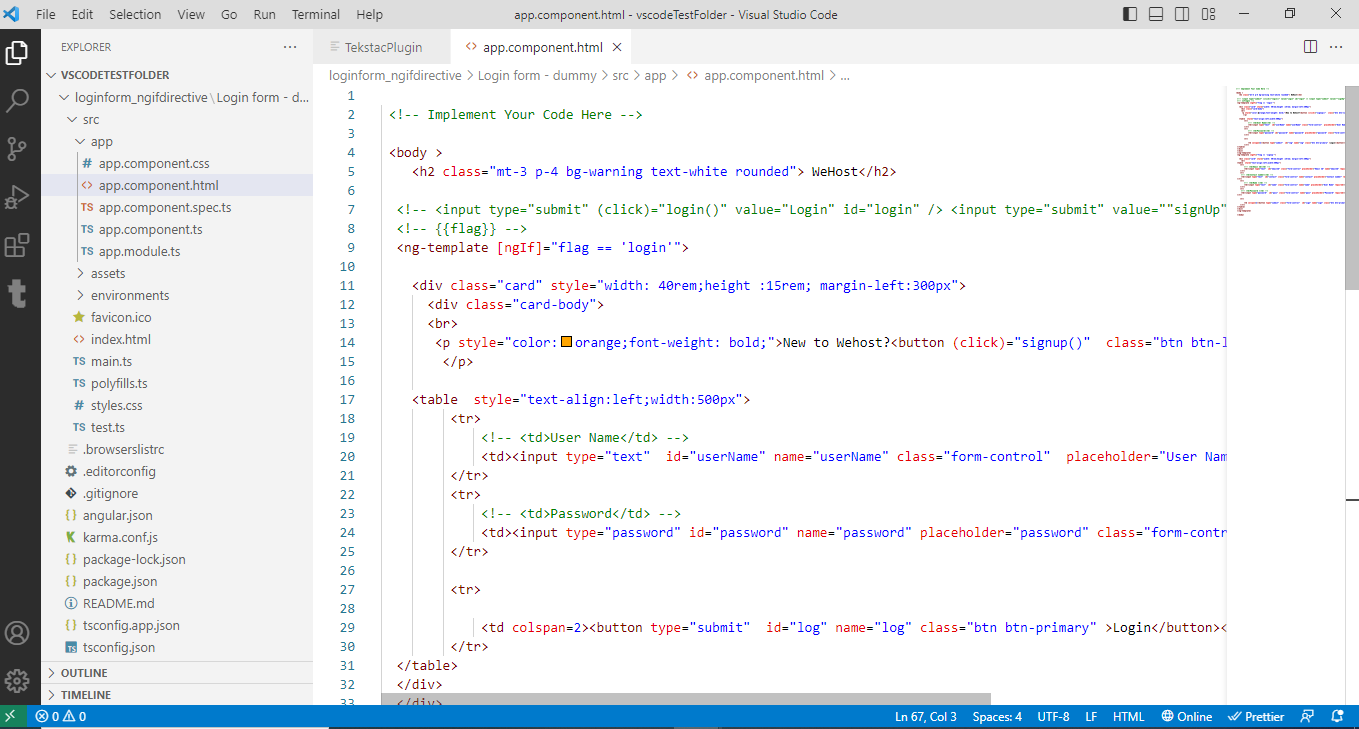 File Edit Selection View Go Run Terminal Help app.component.html - vscodeTestFolder - Visual Studio Code
EXPLORER ···
VSCODETESTFOLDER
loginform_ngifdirective \ Login form - d...
src
app
app.component.css
app.component.html
TS app.component.spec.ts
TS app.component.ts
TS app.module.ts
assets
environments
favicon.ico
index.html
TS main.ts
TS polyfills.ts
styles.css
TS test.ts
.browserslistrc
.editorconfig
.gitignore
angular.json
karma.conf.js
package-lock.json
package.json
README.md
tsconfig.app.json
tsconfig.json
OUTLINE
TIMELINE
TekstacPlugin
app.component.html
loginform_ngifdirective > Login form - dummy > src > app > app.component.html > ...
1
2 <!-- Implement Your Code Here -->
3
4 <body >
5 <h2 class="mt-3 p-4 bg-warning text-white rounded"> WeHost</h2>
6
7 <!-- <input type="submit" (click)="login()" value="Login" id="login" /> <input type="submit" value=""signUp"
8 <!-- {{flag}} -->
9 <ng-template [ngIf]="flag == 'login'">
10
11 <div class="card" style="width: 40rem;height :15rem; margin-left:300px">
12 <div class="card-body">
13 <br>
14 <p style="color:orange;font-weight: bold;">New to Wehost?<button (click)="signup()" class="btn btn-l
15 </p>
16
17 <table style="text-align:left;width:500px">
18 <tr>
19 <!-- <td>User Name</td> -->
20 <td><input type="text" id="userName" name="userName" class="form-control" placeholder="User Nam
21 </tr>
22 <tr>
23 <!-- <td>Password</td> -->
24 <td><input type="password" id="password" name="password" placeholder="password" class="form-contr
25 </tr>
26
27 <tr>
28
29 <td colspan=2><button type="submit" id="log" name="log" class="btn btn-primary" >Login</button><
30 </tr>
31 </table>
32 </div>
33 </div>
0 0 Ln 67, Col 3 Spaces: 4 UTF-8 LF HTML Online Prettier